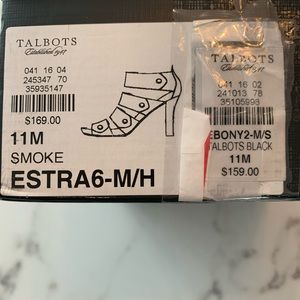 TALBOTS
Established 1947
041 16 04
245347 70
35935147
$169.00
11M
SMOKE
ESTRA6-M/H
TALBOTS
Established 1947
041 16 02
241013 78
35105998
EBONY2-M/S
TALBOTS BLACK
11M
$159.00